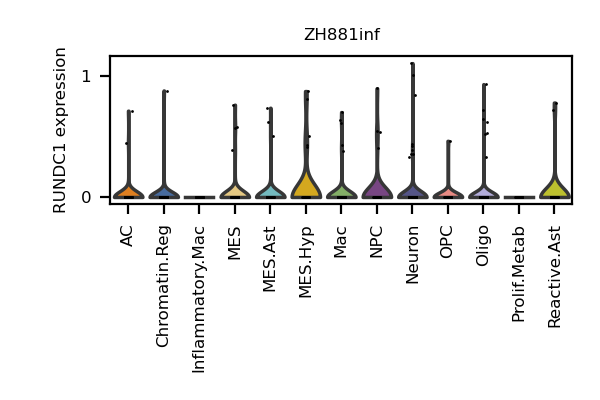 ZH881inf
RUNDC1 expression
1
0
AC
Chromatin.Reg
Inflammatory.Mac
MES
MES.Ast
MES.Hyp
Mac
NPC
Neuron
OPC
Oligo
Prolif.Metab
Reactive.Ast